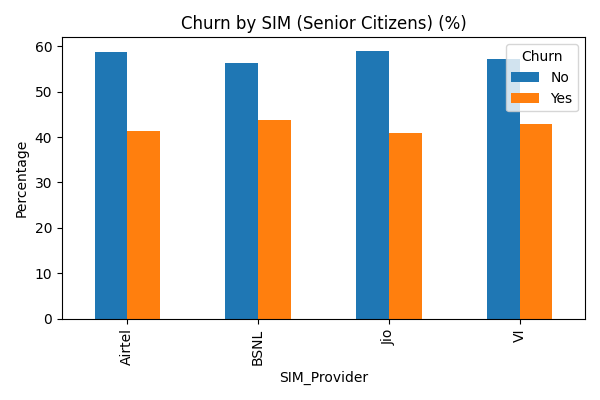 Churn by SIM (Senior Citizens) (%)
Churn
No
Yes
Percentage
60
50
40
30
20
10
0
Airtel
BSNL
Jio
VI
SIM_Provider